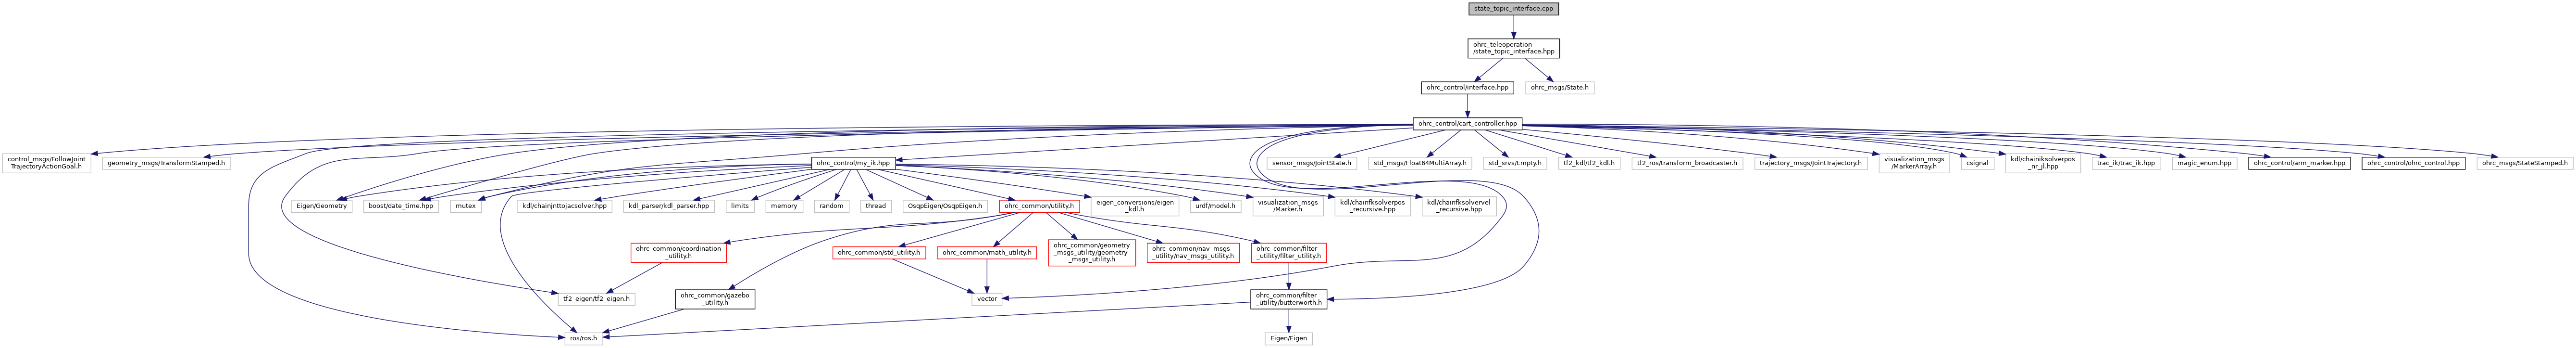 state_topic_interface.cpp
ohrc_teleoperation
/state_topic_interface.hpp
ohrc_control/interface.hpp
ohrc_msgs/State.h
ohrc_control/cart_controller.hpp
control_msgs/FollowJoint
TrajectoryActionGoal.h
geometry_msgs/TransformStamped.h
ohrc_control/my_ik.hpp
sensor_msgs/JointState.h
std_msgs/Float64MultiArray.h
std_srvs/Empty.h
tf2_kdl/tf2_kdl.h
tf2_ros/transform_broadcaster.h
trajectory_msgs/JointTrajectory.h
visualization_msgs
/MarkerArray.h
csignal
kdl/chainiksolverpos
_nr_jl.hpp
trac_ik/trac_ik.hpp
magic_enum.hpp
ohrc_control/arm_marker.hpp
ohrc_control/ohrc_control.hpp
ohrc_msgs/StateStamped.h
Eigen/Geometry
boost/date_time.hpp
mutex
kdl/chainjnttojacsolver.hpp
kdl_parser/kdl_parser.hpp
limits
memory
random
thread
OsqpEigen/OsqpEigen.h
ohrc_common/utility.h
eigen_conversions/eigen
_kdl.h
urdf/model.h
visualization_msgs
/Marker.h
kdl/chainfksolverpos
_recursive.hpp
kdl/chainfksolvervel
_recursive.hpp
ohrc_common/coordination
_utility.h
ohrc_common/std_utility.h
ohrc_common/math_utility.h
ohrc_common/geometry
_msgs_utility/geometry
_msgs_utility.h
ohrc_common/nav_msgs
_utility/nav_msgs_utility.h
ohrc_common/filter
_utility/filter_utility.h
tf2_eigen/tf2_eigen.h
ohrc_common/gazebo
_utility.h
vector
ohrc_common/filter
_utility/butterworth.h
ros/ros.h
Eigen/Eigen